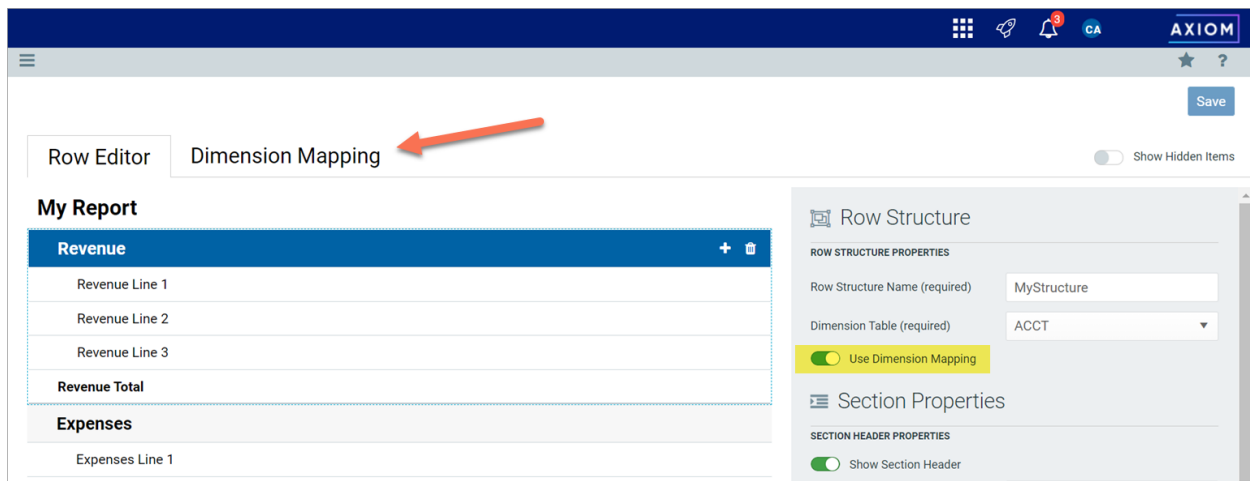 3
CA
AXIOM
?
Save
Row Editor
Dimension Mapping
Show Hidden Items
My Report
Revenue
Revenue Line 1
Revenue Line 2
Revenue Line 3
Revenue Total
Expenses
Expenses Line 1
Row Structure
ROW STRUCTURE PROPERTIES
Row Structure Name (required)
MyStructure
Dimension Table (required)
ACCT
Use Dimension Mapping
Section Properties
SECTION HEADER PROPERTIES
Show Section Header